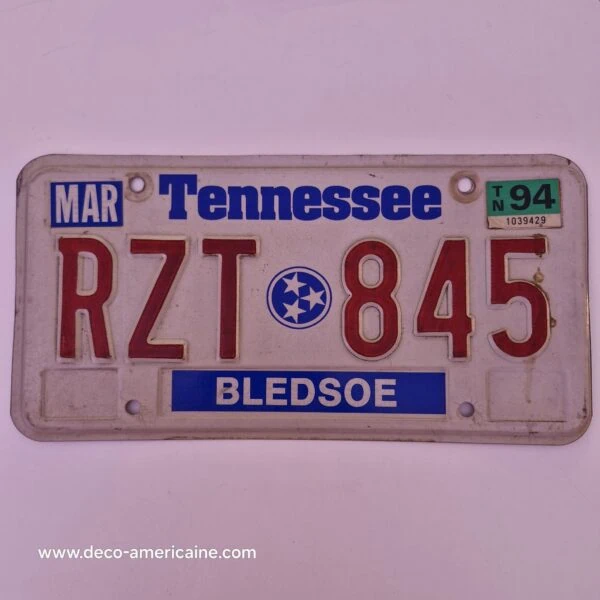 MAR Tennessee TN 94
1039429
RZT 845
BLEDSOE
www.deco-americaine.com